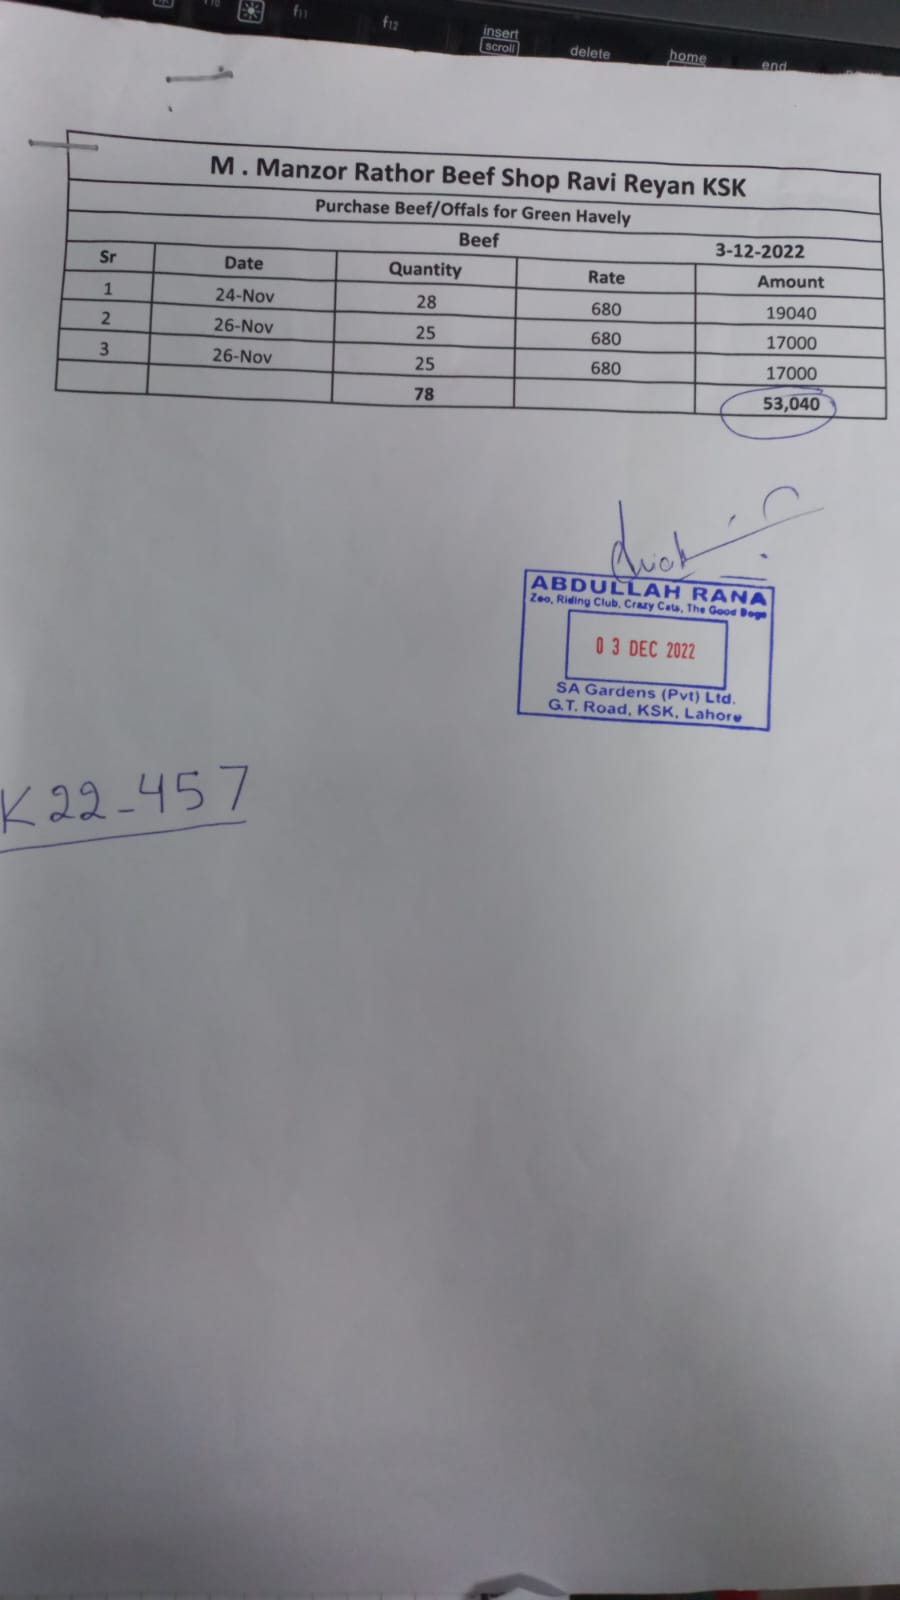 f11 f12 insert scroll delete home end
M . Manzor Rathor Beef Shop Ravi Reyan KSK
Purchase Beef/Offals for Green Havely
Beef 3-12-2022
Sr Date Quantity Rate Amount
1 24-Nov 28 680 19040
2 26-Nov 25 680 17000
3 26-Nov 25 680 17000
78 53,040
ABDULLAH RANA
Zoo, Riding Club, Crazy Cats, The Good Dogs
03 DEC 2022
SA Gardens (Pvt) Ltd.
G.T. Road, KSK, Lahore
K22-457